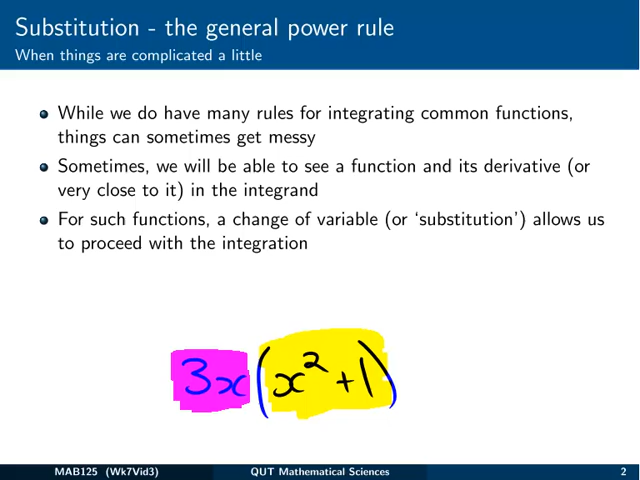 Substitution - the general power rule
When things are complicated a little
While we do have many rules for integrating common functions,
things can sometimes get messy
Sometimes, we will be able to see a function and its derivative (or
very close to it) in the integrand
For such functions, a change of variable (or ‘substitution’) allows us
to proceed with the integration
3x(x²+1)
MAB125 (Wk7Vid3) QUT Mathematical Sciences 2